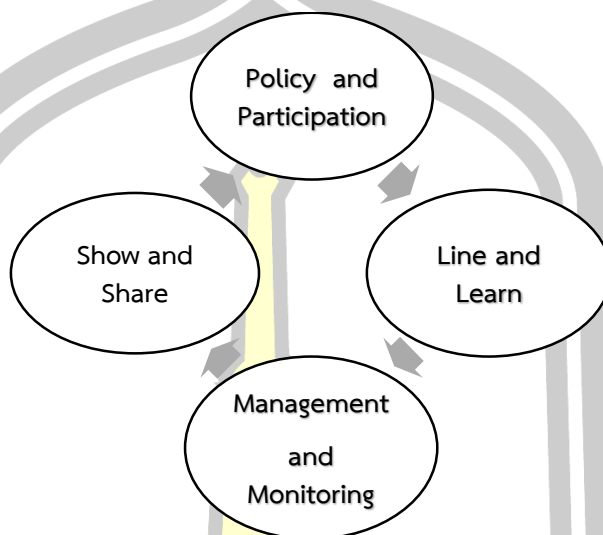 Policy and
Participation
Show and
Share
Line and
Learn
Management
and
Monitoring